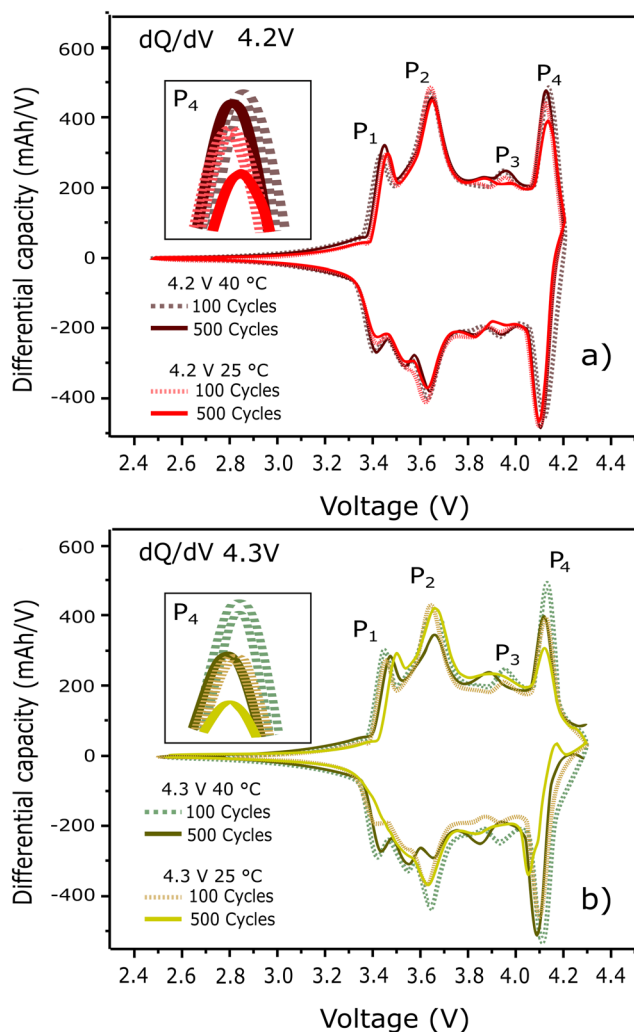 dQ/dV 4.2V
600
400
200
0
-200
-400
Differential capacity (mAh/V)
P4
P1
P2
P3
P4
4.2 V 40 °C
100 Cycles
500 Cycles
4.2 V 25 °C
100 Cycles
500 Cycles
a)
2.4 2.6 2.8 3.0 3.2 3.4 3.6 3.8 4.0 4.2 4.4
Voltage (V)
dQ/dV 4.3V
600
400
200
0
-200
-400
Differential capacity (mAh/V)
P4
P1
P2
P3
P4
4.3 V 40 °C
100 Cycles
500 Cycles
4.3 V 25 °C
100 Cycles
500 Cycles
b)
2.4 2.6 2.8 3.0 3.2 3.4 3.6 3.8 4.0 4.2 4.4
Voltage (V)